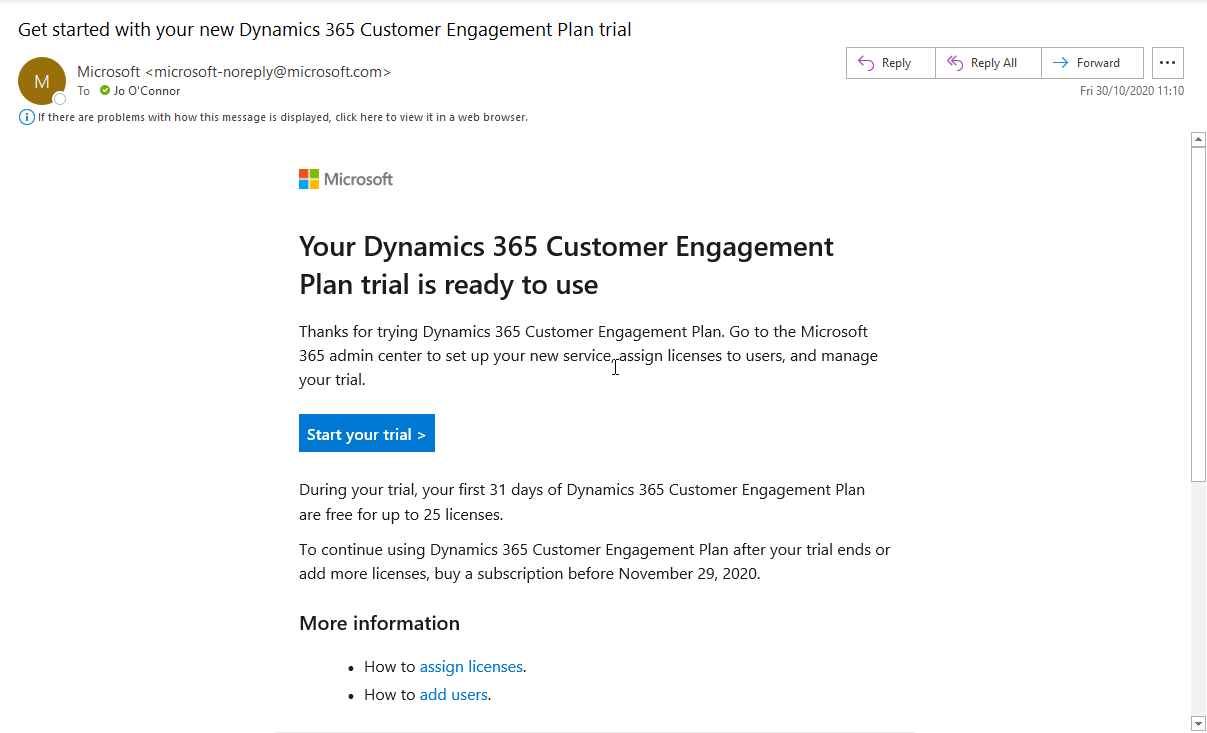 Get started with your new Dynamics 365 Customer Engagement Plan trial
M
Microsoft <microsoft-noreply@microsoft.com>
To Jo O'Connor
Reply
Reply All
Forward
Fri 30/10/2020 11:10
If there are problems with how this message is displayed, click here to view it in a web browser.
Microsoft
Your Dynamics 365 Customer Engagement
Plan trial is ready to use
Thanks for trying Dynamics 365 Customer Engagement Plan. Go to the Microsoft
365 admin center to set up your new service, assign licenses to users, and manage
your trial.
Start your trial >
During your trial, your first 31 days of Dynamics 365 Customer Engagement Plan
are free for up to 25 licenses.
To continue using Dynamics 365 Customer Engagement Plan after your trial ends or
add more licenses, buy a subscription before November 29, 2020.
More information
• How to assign licenses.
• How to add users.